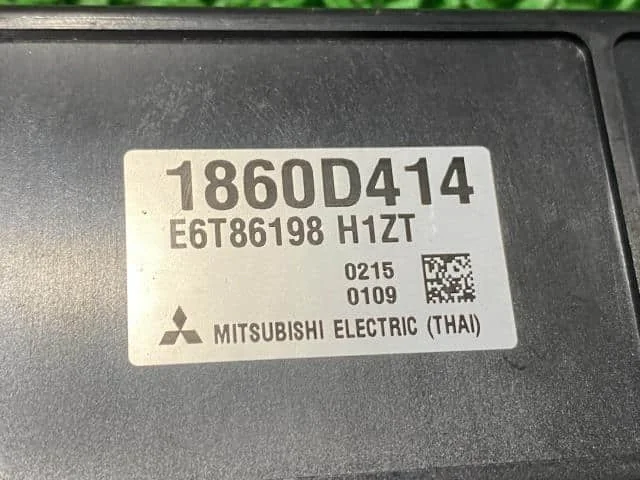 1860D414
E6T86198 H1ZT
0215
0109
MITSUBISHI ELECTRIC (THAI)